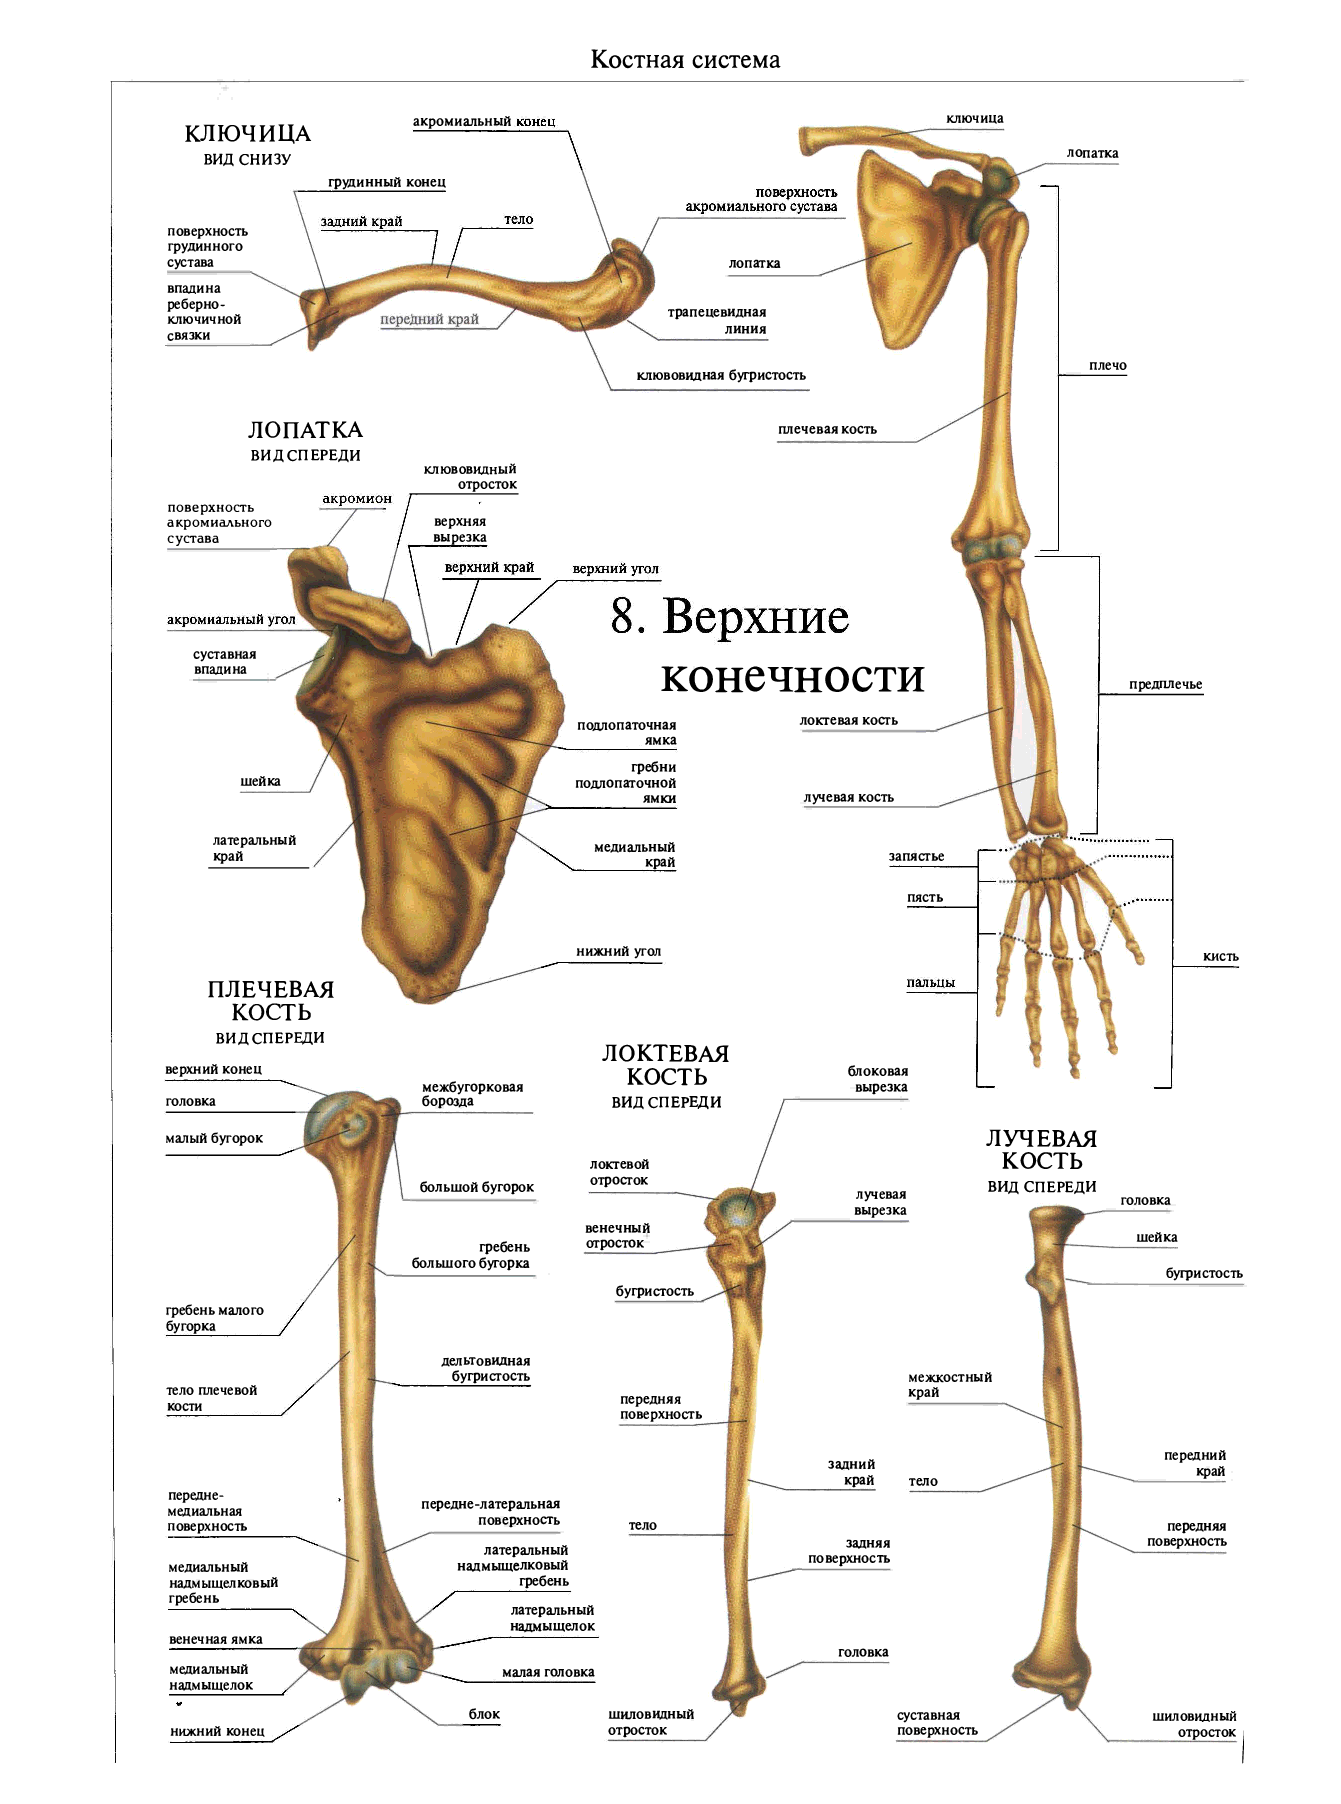 Костная система
КЛЮЧИЦА
ВИД СНИЗУ
акромиальный конец
грудинный конец
задний край
тело
поверхность
грудинного
сустава
впадина
реберно-
ключичной
связки
передний край
поверхность
акромиального сустава
трапецевидная
линия
клювовидная бугристость
ключица
лопатка
лопатка
плечо
плечевая кость
предплечье
локтевая кость
лучевая кость
запястье
пясть
пальцы
кисть
ЛОПАТКА
ВИД СПЕРЕДИ
клювовидный
отросток
акромион
поверхность
акромиального
сустава
верхняя
вырезка
верхний край
верхний угол
акромиальный угол
суставная
впадина
подлопаточная
ямка
гребни
подлопаточной
ямки
шейка
латеральный
край
медиальный
край
нижний угол
8. Верхние
конечности
ПЛЕЧЕВАЯ
КОСТЬ
ВИД СПЕРЕДИ
верхний конец
головка
малый бугорок
межбугорковая
борозда
большой бугорок
гребень
большого бугорка
гребень малого
бугорка
дельтовидная
бугристость
тело плечевой
кости
передне-
медиальная
поверхность
передне-латеральная
поверхность
медиальный
надмыщелковый
гребень
латеральный
надмыщелковый
гребень
латеральный
надмыщелок
венечная ямка
медиальный
надмыщелок
малая головка
блок
нижний конец
ЛОКТЕВАЯ
КОСТЬ
ВИД СПЕРЕДИ
блоковая
вырезка
локтевой
отросток
лучевая
вырезка
венечный
отросток
бугристость
передняя
поверхность
задний
край
тело
задняя
поверхность
головка
шиловидный
отросток
ЛУЧЕВАЯ
КОСТЬ
ВИД СПЕРЕДИ
головка
шейка
бугристость
межкостный
край
передний
край
тело
передняя
поверхность
суставная
поверхность
шиловидный
отросток